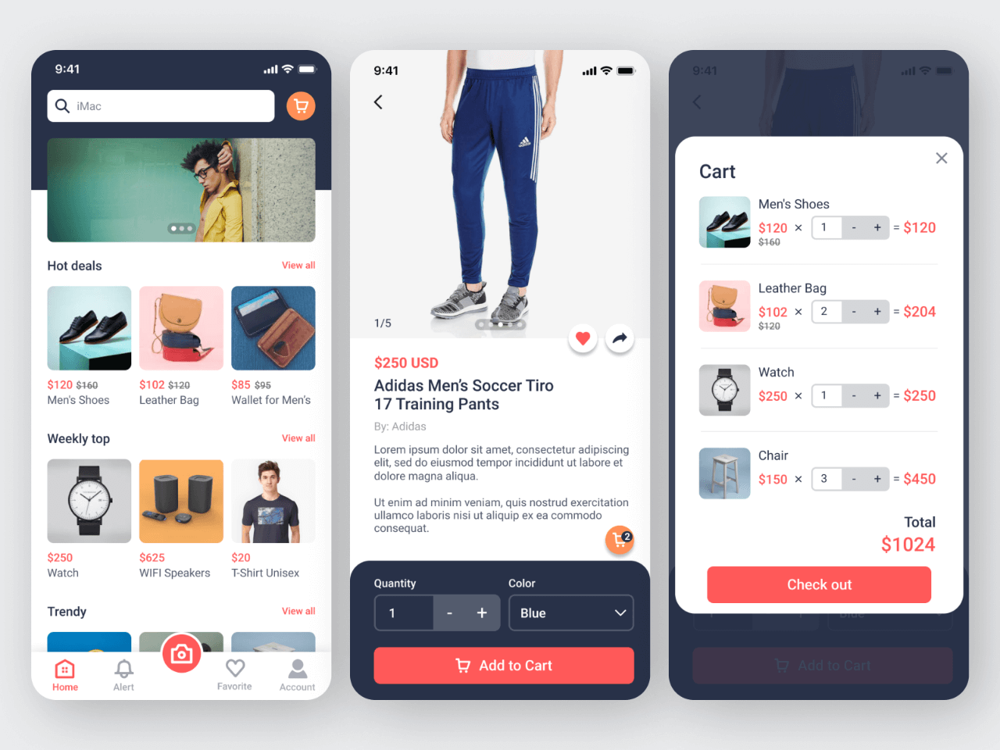 9:41
iMac
Hot deals
View all
$120 $160
Men's Shoes
$102 $120
Leather Bag
$85 $95
Wallet for Men's
Weekly top
View all
$250
Watch
$625
WIFI Speakers
$20
T-Shirt Unisex
Trendy
View all
Home
Alert
Favorite
Account
9:41
adidas
1/5
$250 USD
Adidas Men’s Soccer Tiro
17 Training Pants
By: Adidas
Lorem ipsum dolor sit amet, consectetur adipiscing
elit, sed do eiusmod tempor incididunt ut labore et
dolore magna aliqua.
Ut enim ad minim veniam, quis nostrud exercitation
ullamco laboris nisi ut aliquip ex ea commodo
consequat.
2
Quantity
Color
1 - +
Blue
Add to Cart
9:41
Cart
Men's Shoes
$120 × 1 - + = $120
$160
Leather Bag
$102 × 2 - + = $204
$120
Watch
$250 × 1 - + = $250
Chair
$150 × 3 - + = $450
Total
$1024
Check out
1 +
Blue
Add to Cart